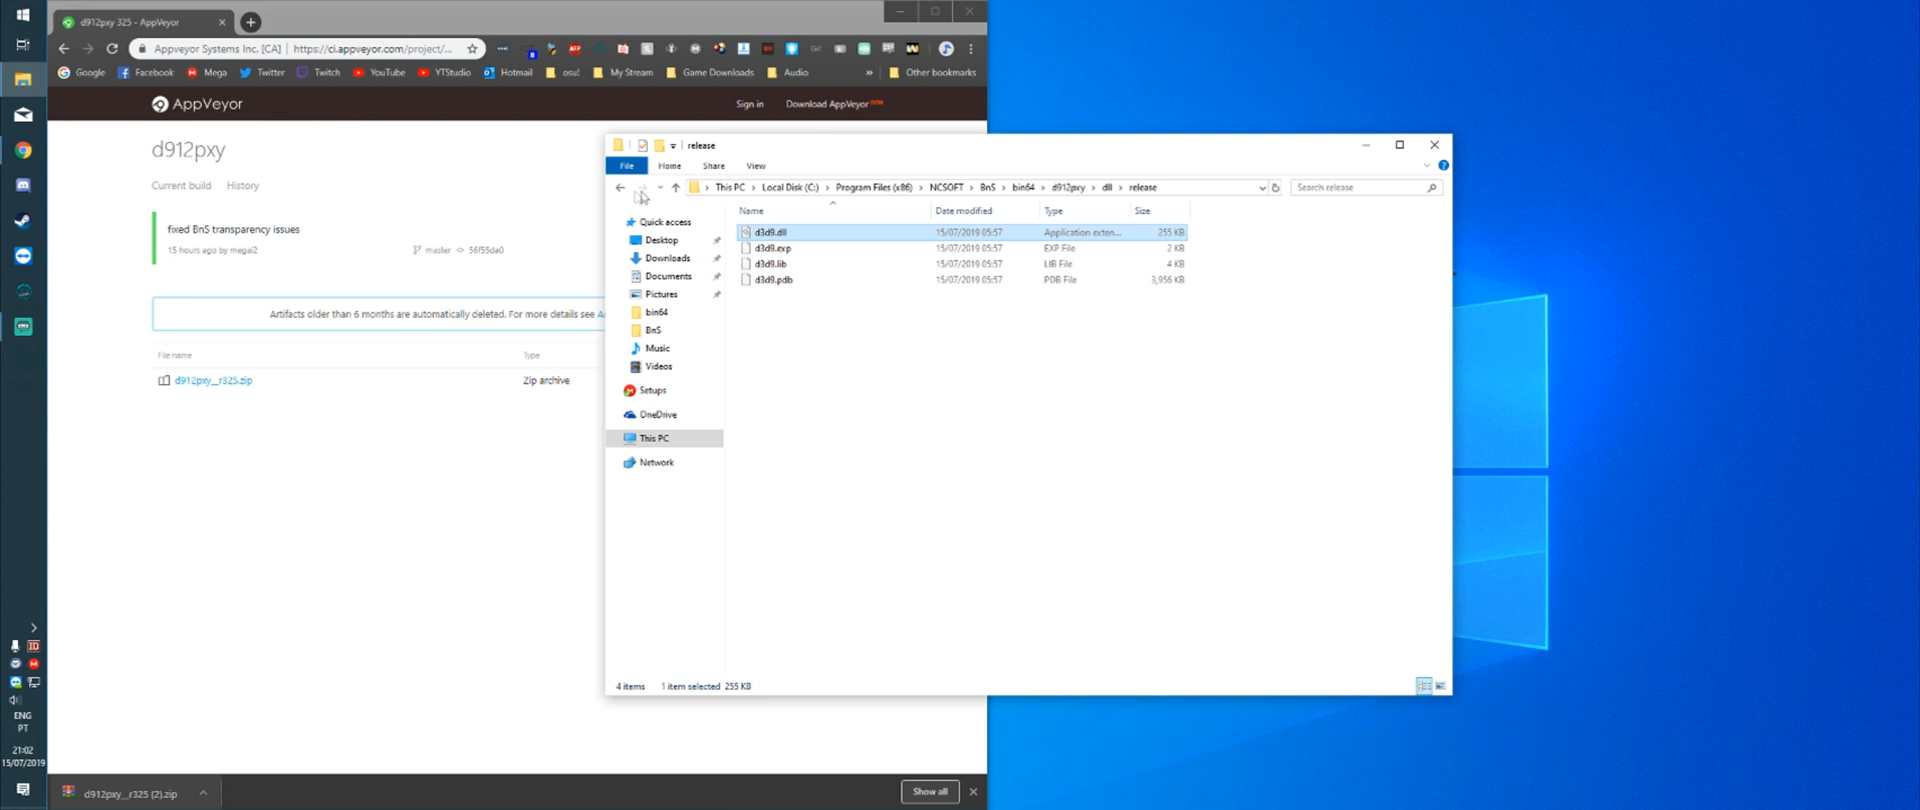 d912pxy 325 - AppVeyor
Appveyor Systems Inc. [CA] | https://ci.appveyor.com/project/...
Google Facebook Mega Twitter Twitch YouTube YTStudio Hotmail osu! My Stream Game Downloads Audio » Other bookmarks
AppVeyor
Sign in Download AppVeyor new
d912pxy
Current build History
fixed BnS transparency issues
15 hours ago by megai2 master 56f55da0
Artifacts older than 6 months are automatically deleted. For more details see
File name Type
d912pxy_r325.zip Zip archive
release
File Home Share View
This PC › Local Disk (C:) › Program Files (x86) › NCSOFT › BnS › bin64 › d912pxy › dll › release
Search release
Name Date modified Type Size
d3d9.dll 15/07/2019 05:57 Application exten... 255 KB
d3d9.exp 15/07/2019 05:57 EXP File 2 KB
d3d9.lib 15/07/2019 05:57 LIB File 4 KB
d3d9.pdb 15/07/2019 05:57 PDB File 3,956 KB
Quick access
Desktop
Downloads
Documents
Pictures
bin64
BnS
Music
Videos
Setups
OneDrive
This PC
Network
4 items 1 item selected 255 KB
ENG
PT
21:02
15/07/2019
d912pxy_r325 (2).zip
Show all